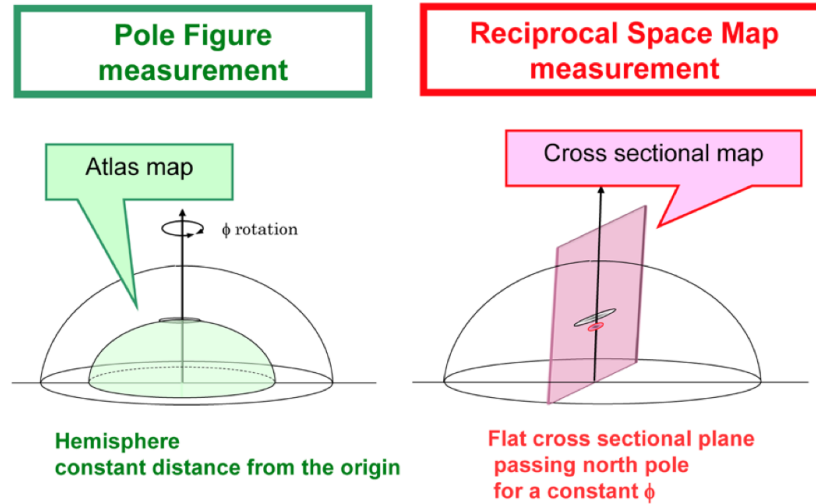 Pole Figure
measurement
Reciprocal Space Map
measurement
Atlas map
Cross sectional map
ϕ rotation
Hemisphere
constant distance from the origin
Flat cross sectional plane
passing north pole
for a constant ϕ